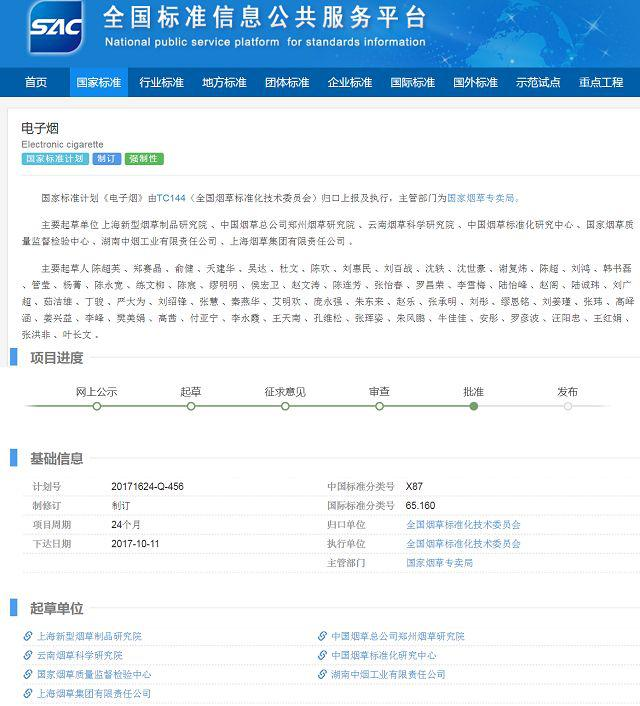 SAC
全国标准信息公共服务平台
National public service platform for standards information
首页 国家标准 行业标准 地方标准 团体标准 企业标准 国际标准 国外标准 示范试点 重点工程
电子烟
Electronic cigarette
国家标准计划 制订 强制性
国家标准计划《电子烟》由TC144（全国烟草标准化技术委员会）归口上报及执行，主管部门为国家烟草专卖局。
主要起草单位 上海新型烟草制品研究院 、中国烟草总公司郑州烟草研究院 、云南烟草科学研究院 、中国烟草标准化研究中心 、国家烟草质
量监督检验中心 、湖南中烟工业有限责任公司 、上海烟草集团有限责任公司 。
主要起草人 陈超英 、郑赛晶 、俞健 、天建华 、吴达 、杜文 、陈欢 、刘惠民 、刘百战 、沈轶 、沈世豪 、谢复炜 、陈超 、刘鸿 、韩书磊
、管莹 、杨菁 、陈永宽 、练文柳 、陈宸 、缪明明 、侯宏卫 、赵文涛 、陈连芳 、张怡春 、罗昌荣 、李雪梅 、陆怡峰 、赵阁 、陆诚玮 、刘广
超 、茹洁雄 、丁骏 、严大为 、刘绍锋 、张慧 、秦燕华 、艾明欢 、庞永强 、朱东来 、赵乐 、张承明 、刘彤 、缪恩铭 、刘姜瑾 、张玮 、高峄
涵 、姜兴益 、李峰 、樊美娟 、高茜 、付亚宁 、李永霞 、王天南 、孔维松 、张珲姿 、朱风鹏 、牛佳佳 、安彤 、罗彦波 、汪阳忠 、王红娟 、
张洪非 、叶长文 。
项目进度
网上公示 起草 征求意见 审查 批准 发布
基础信息
计划号 20171624-Q-456 中国标准分类号 X87
制修订 制订 国际标准分类号 65.160
项目周期 24个月 归口单位 全国烟草标准化技术委员会
下达日期 2017-10-11 执行单位 全国烟草标准化技术委员会
主管部门 国家烟草专卖局
起草单位
上海新型烟草制品研究院 中国烟草总公司郑州烟草研究院
云南烟草科学研究院 中国烟草标准化研究中心
国家烟草质量监督检验中心 湖南中烟工业有限责任公司
上海烟草集团有限责任公司